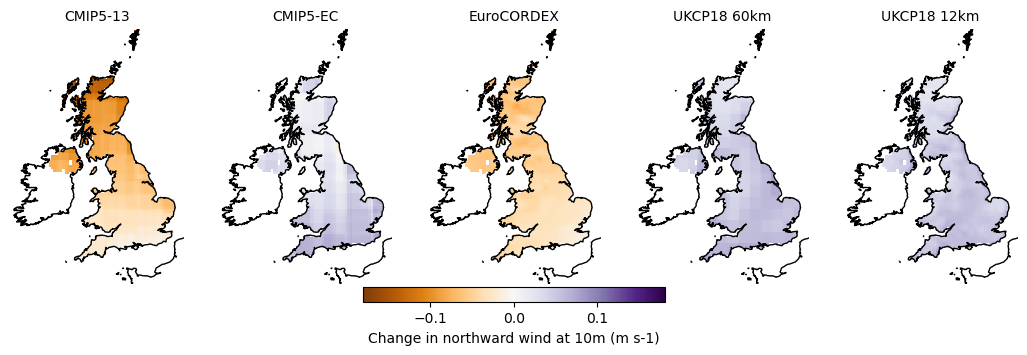 CMIP5-13 CMIP5-EC EuroCORDEX UKCP18 60km UKCP18 12km
−0.1 0.0 0.1
Change in northward wind at 10m (m s-1)